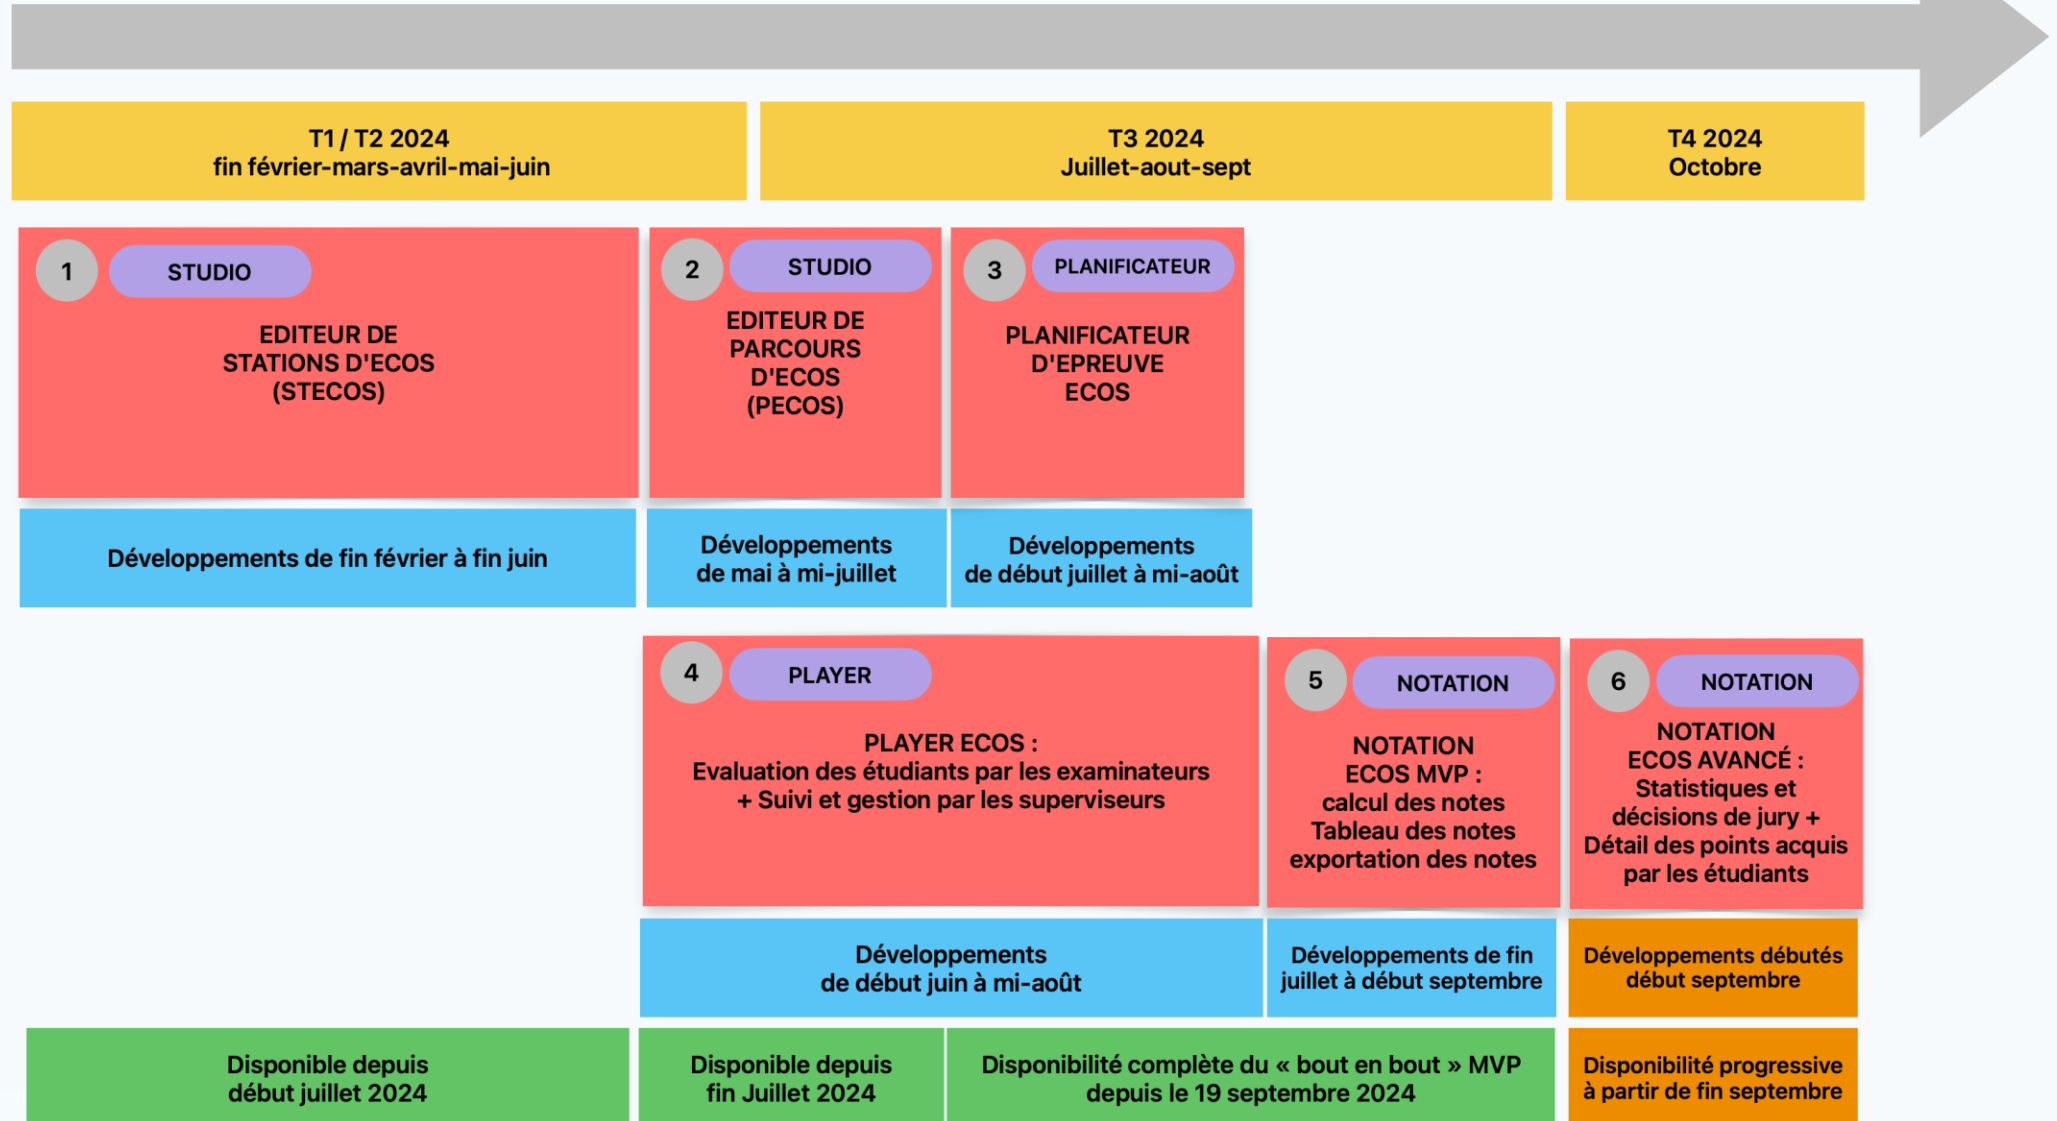 T1 / T2 2024
fin février-mars-avril-mai-juin
T3 2024
Juillet-aout-sept
T4 2024
Octobre
1
STUDIO
EDITEUR DE
STATIONS D'ECOS
(STECOS)
2
STUDIO
EDITEUR DE
PARCOURS
D'ECOS
(PECOS)
3
PLANIFICATEUR
PLANIFICATEUR
D'EPREUVE
ECOS
Développements de fin février à fin juin
Développements
de mai à mi-juillet
Développements
de début juillet à mi-août
4
PLAYER
PLAYER ECOS :
Evaluation des étudiants par les examinateurs
+ Suivi et gestion par les superviseurs
5
NOTATION
NOTATION
ECOS MVP :
calcul des notes
Tableau des notes
exportation des notes
6
NOTATION
NOTATION
ECOS AVANCÉ :
Statistiques et
décisions de jury +
Détail des points acquis
par les étudiants
Développements
de début juin à mi-août
Développements de fin
juillet à début septembre
Développements débutés
début septembre
Disponible depuis
début juillet 2024
Disponible depuis
fin Juillet 2024
Disponibilité complète du « bout en bout » MVP
depuis le 19 septembre 2024
Disponibilité progressive
à partir de fin septembre